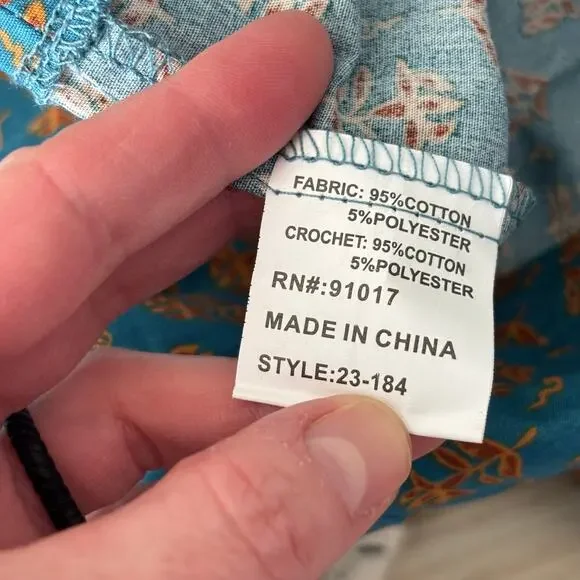 FABRIC: 95%COTTON
5%POLYESTER
CROCHET: 95%COTTON
5%POLYESTER
RN#:91017
MADE IN CHINA
STYLE:23-184